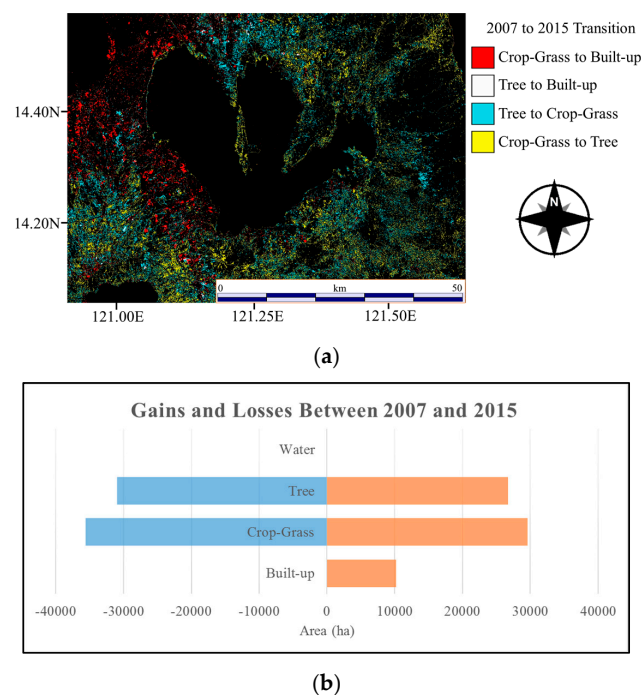 2007 to 2015 Transition
Crop-Grass to Built-up
Tree to Built-up
Tree to Crop-Grass
Crop-Grass to Tree
N
14.40N
14.20N
0 km 50
121.00E 121.25E 121.50E
(a)
Gains and Losses Between 2007 and 2015
Water
Tree
Crop-Grass
Built-up
-40000 -30000 -20000 -10000 0 10000 20000 30000 40000
Area (ha)
(b)